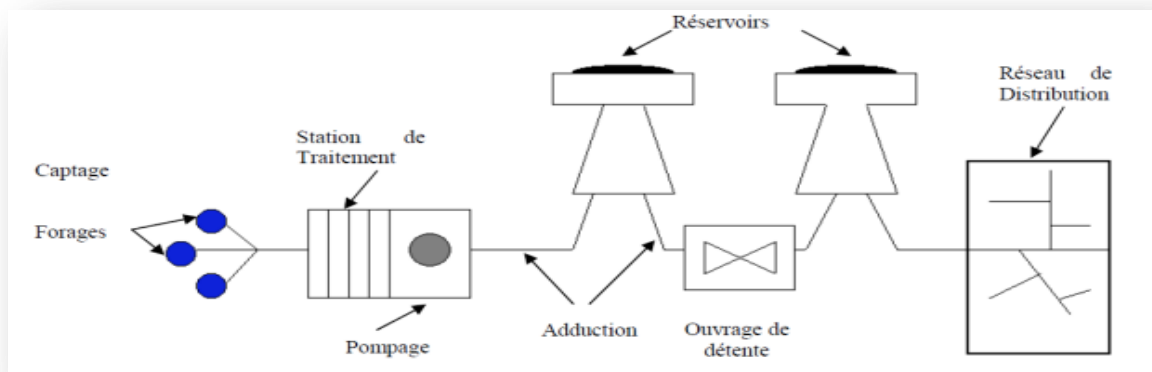 Réservoirs
Réseau de
Distribution
Station de
Traitement
Captage
Forages
Pompage
Adduction
Ouvrage de
détente